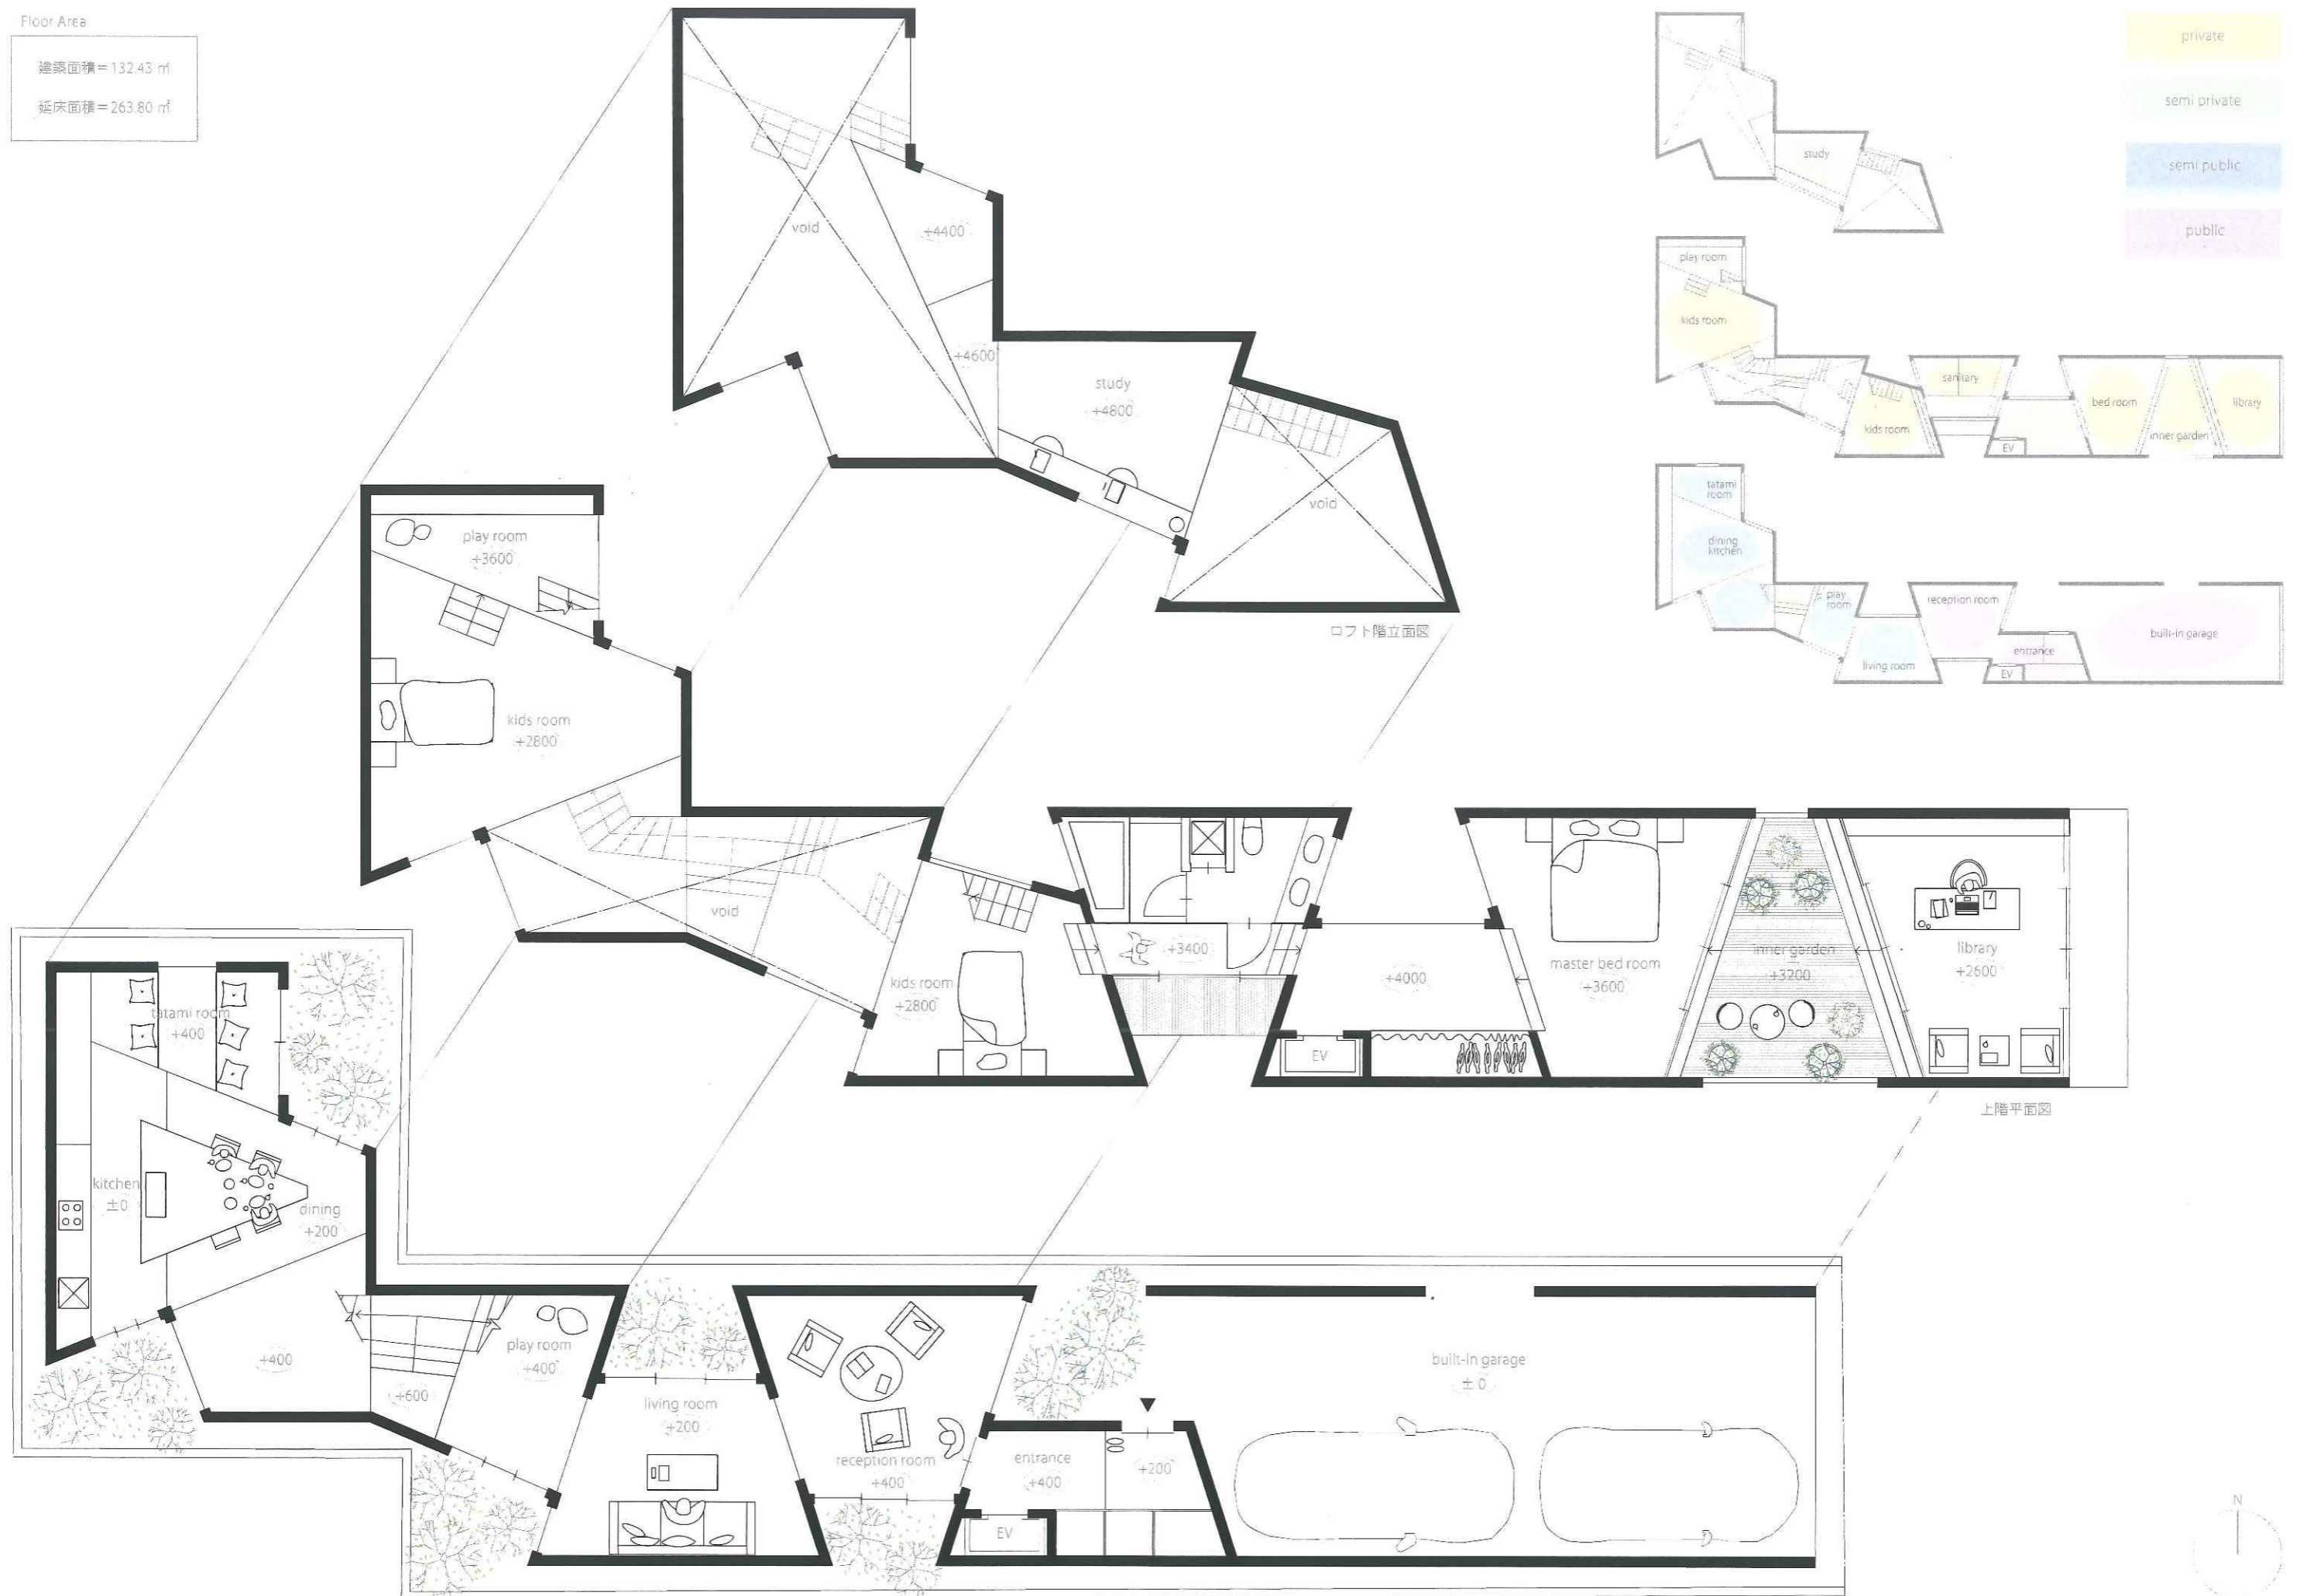 Floor Area
建築面積＝132.43 ㎡
延床面積＝263.80 ㎡
void
+4400
+4600
study
+4800
void
ロフト階立面図
play room
+3600
kids room
+2800
void
kids room
+2800
+3400
EV
+4000
master bed room
+3600
inner garden
+3200
library
+2600
上階平面図
tatami room
+400
kitchen
±0
dining
+200
+400
+600
play room
+400
living room
+200
reception room
+400
entrance
+400
+200
EV
built-in garage
±0
N
private
semi private
semi public
public
study
play room
kids room
kids room
sanitary
EV
bed room
inner garden
library
tatami
room
dining
kitchen
play
room
living room
reception room
entrance
EV
built-in garage